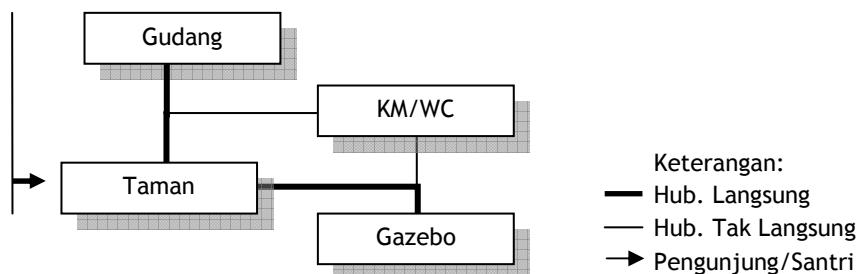 Gudang
KM/WC
Taman
Gazebo
Keterangan:
Hub. Langsung
Hub. Tak Langsung
Pengunjung/Santri